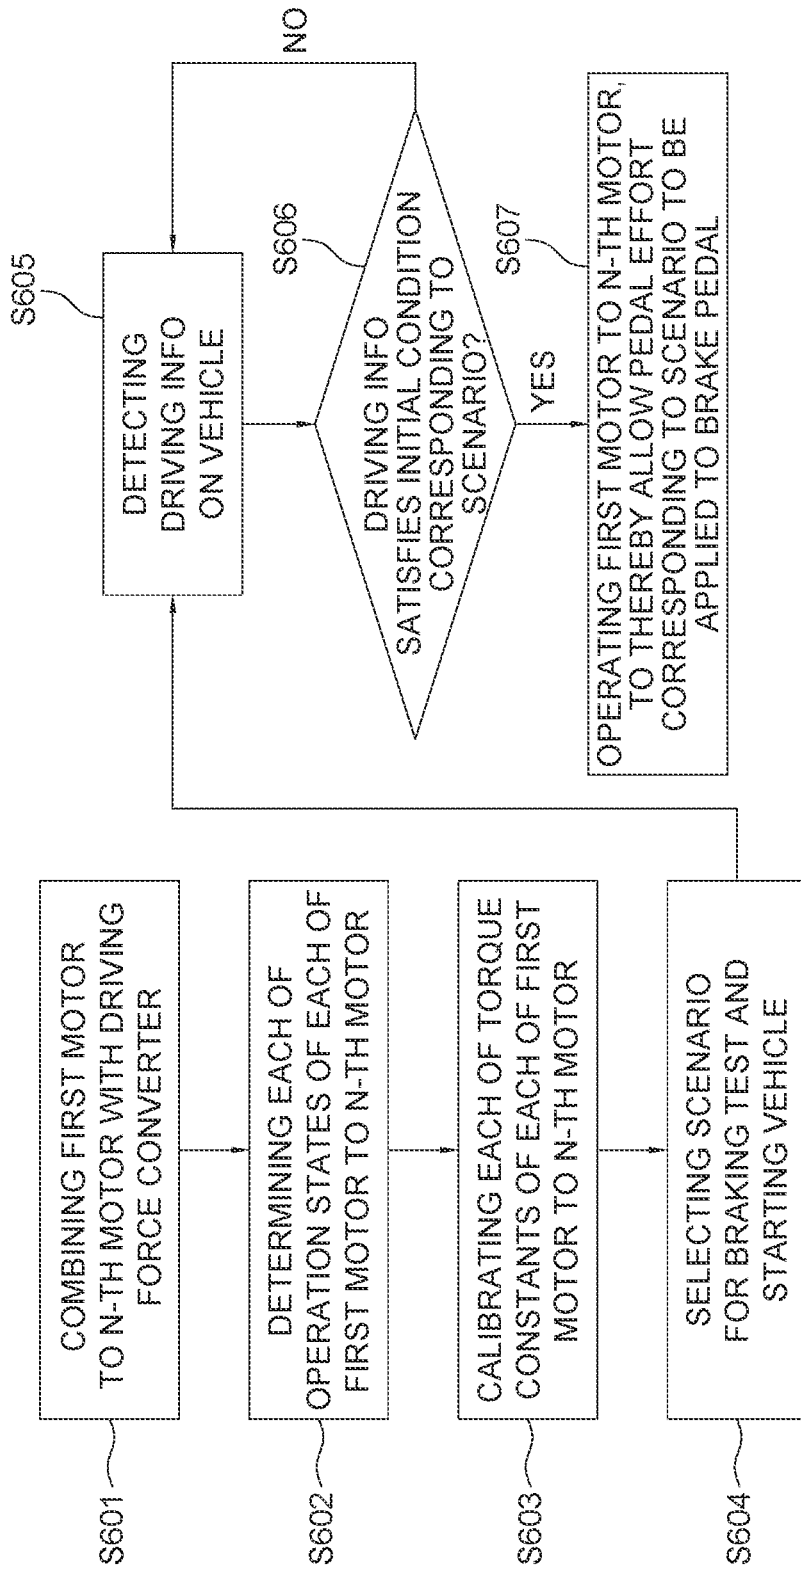 S601
COMBINING FIRST MOTOR
TO N-TH MOTOR WITH DRIVING
FORCE CONVERTER
S602
DETERMINING EACH OF
OPERATION STATES OF EACH OF
FIRST MOTOR TO N-TH MOTOR
S603
CALIBRATING EACH OF TORQUE
CONSTANTS OF EACH OF FIRST
MOTOR TO N-TH MOTOR
S604
SELECTING SCENARIO
FOR BRAKING TEST AND
STARTING VEHICLE
S605
DETECTING
DRIVING INFO
ON VEHICLE
S606
DRIVING INFO
SATISFIES INITIAL CONDITION
CORRESPONDING TO
SCENARIO?
NO
YES
S607
OPERATING FIRST MOTOR TO N-TH MOTOR,
TO THEREBY ALLOW PEDAL EFFORT
CORRESPONDING TO SCENARIO TO BE
APPLIED TO BRAKE PEDAL